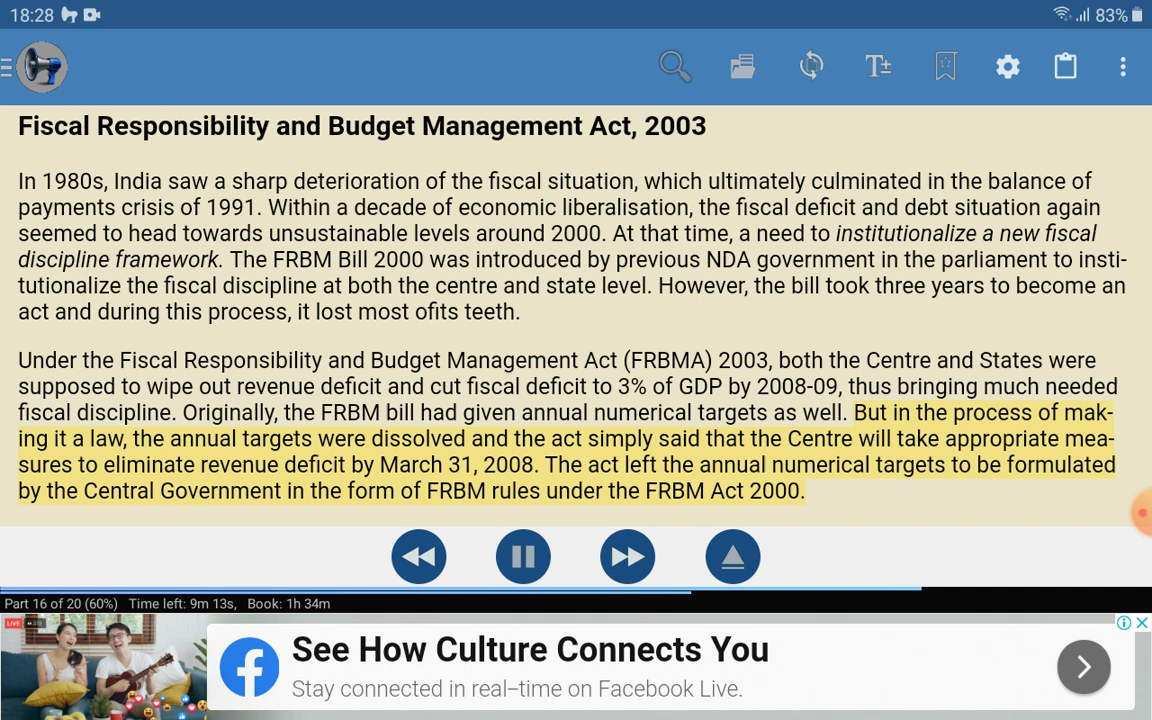 18:28
83%
T±
Fiscal Responsibility and Budget Management Act, 2003
In 1980s, India saw a sharp deterioration of the fiscal situation, which ultimately culminated in the balance of
payments crisis of 1991. Within a decade of economic liberalisation, the fiscal deficit and debt situation again
seemed to head towards unsustainable levels around 2000. At that time, a need to institutionalize a new fiscal
discipline framework. The FRBM Bill 2000 was introduced by previous NDA government in the parliament to insti-
tutionalize the fiscal discipline at both the centre and state level. However, the bill took three years to become an
act and during this process, it lost most ofits teeth.
Under the Fiscal Responsibility and Budget Management Act (FRBMA) 2003, both the Centre and States were
supposed to wipe out revenue deficit and cut fiscal deficit to 3% of GDP by 2008-09, thus bringing much needed
fiscal discipline. Originally, the FRBM bill had given annual numerical targets as well. But in the process of mak-
ing it a law, the annual targets were dissolved and the act simply said that the Centre will take appropriate mea-
sures to eliminate revenue deficit by March 31, 2008. The act left the annual numerical targets to be formulated
by the Central Government in the form of FRBM rules under the FRBM Act 2000.
Part 16 of 20 (60%) Time left: 9m 13s, Book: 1h 34m
LIVE
See How Culture Connects You
Stay connected in real–time on Facebook Live.